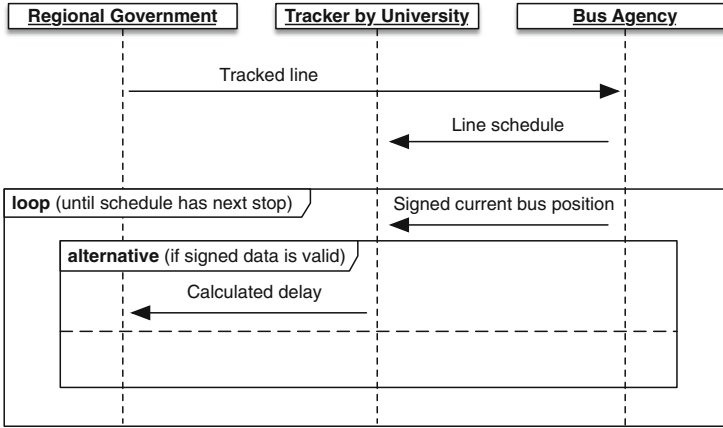 Regional Government
Tracker by University
Bus Agency
Tracked line
Line schedule
loop (until schedule has next stop)
Signed current bus position
alternative (if signed data is valid)
Calculated delay